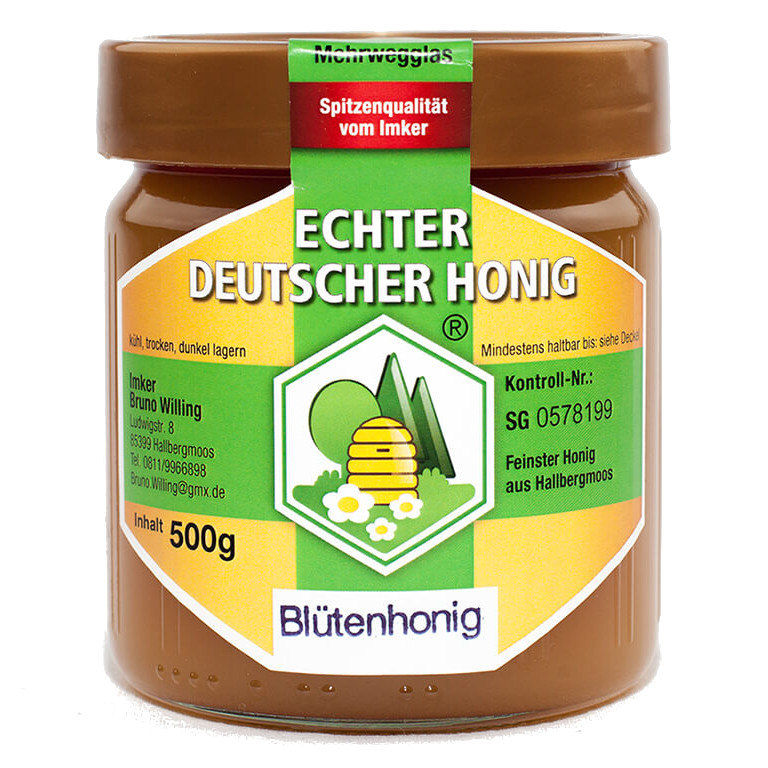 Mehrwegglas
Spitzenqualität
vom Imker
ECHTER
DEUTSCHER HONIG
®
kühl, trocken, dunkel lagern
Mindestens haltbar bis: siehe Deckel
Imker
Bruno Willing
Ludwigstr. 8
85399 Hallbergmoos
Tel. 0811/9966898
Bruno.Willing@gmx.de
Inhalt 500g
Kontroll-Nr.:
SG 0578199
Feinster Honig
aus Hallbergmoos
Blütenhonig